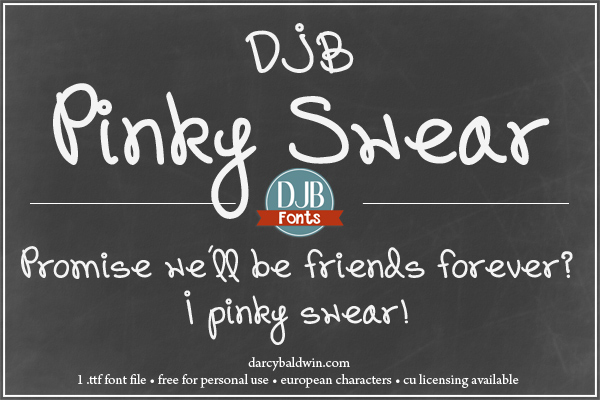 DJB
Pinky Swear
DJB
Fonts
Promise we'll be friends forever?
I pinky swear!
darcybaldwin.com
1 .ttf font file • free for personal use • european characters • cu licensing available